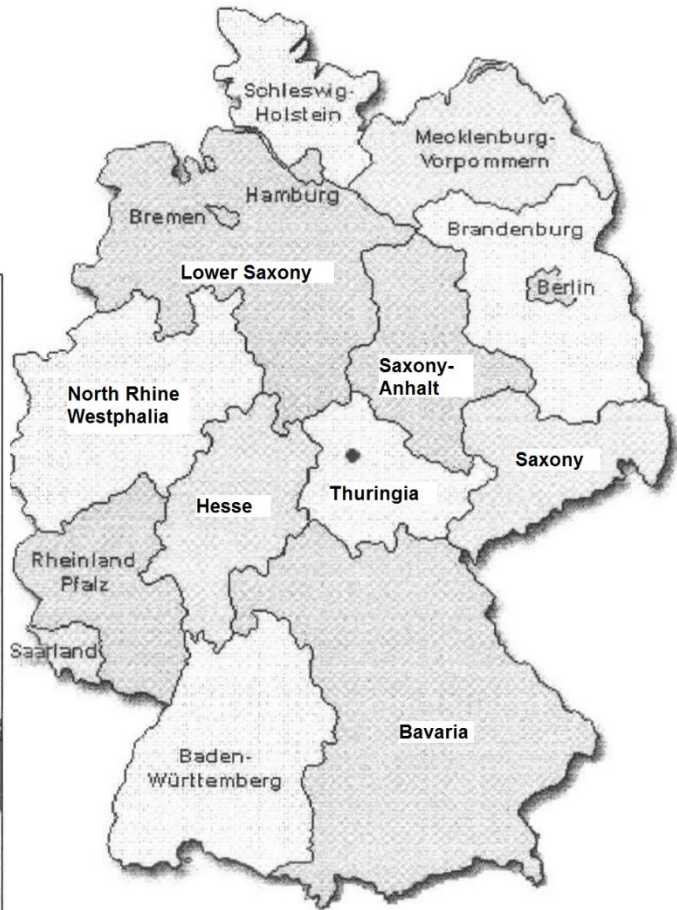 Schleswig-
Holstein
Mecklenburg-
Vorpommern
Hamburg
Bremen
Brandenburg
Lower Saxony
Berlin
Saxony-
Anhalt
North Rhine
Westphalia
Saxony
Thuringia
Hesse
Rheinland
Pfalz
Saarland
Bavaria
Baden-
Württemberg